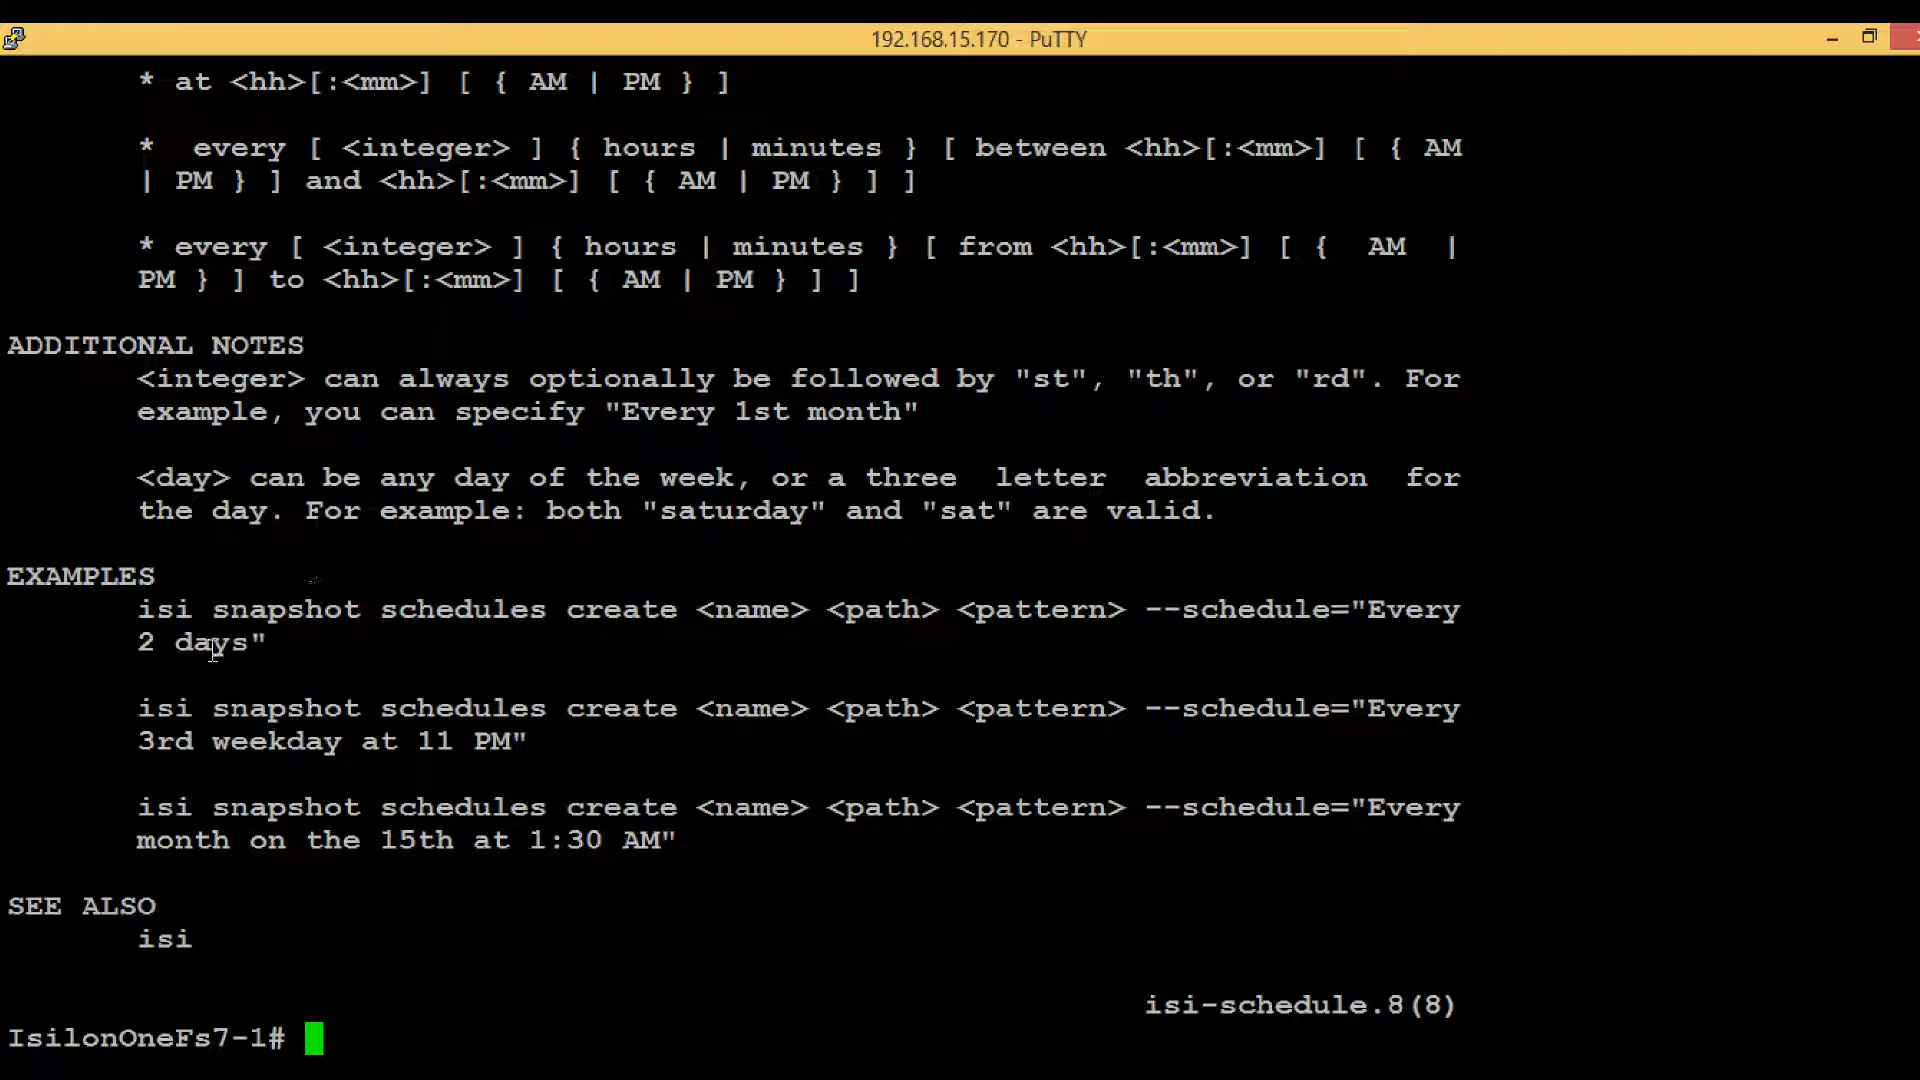 192.168.15.170 - PuTTY
* at <hh>[:<mm>] [ { AM | PM } ]
*  every [ <integer> ] { hours | minutes } [ between <hh>[:<mm>] [ { AM
| PM } ] and <hh>[:<mm>] [ { AM | PM } ] ]
* every [ <integer> ] { hours | minutes } [ from <hh>[:<mm>] [ {  AM  |
PM } ] to <hh>[:<mm>] [ { AM | PM } ] ]
ADDITIONAL NOTES
<integer> can always optionally be followed by "st", "th", or "rd". For
example, you can specify "Every 1st month"
<day> can be any day of the week, or a three  letter  abbreviation  for
the day. For example: both "saturday" and "sat" are valid.
EXAMPLES
isi snapshot schedules create <name> <path> <pattern> --schedule="Every
2 days"
isi snapshot schedules create <name> <path> <pattern> --schedule="Every
3rd weekday at 11 PM"
isi snapshot schedules create <name> <path> <pattern> --schedule="Every
month on the 15th at 1:30 AM"
SEE ALSO
isi
isi-schedule.8(8)
IsilonOneFs7-1#